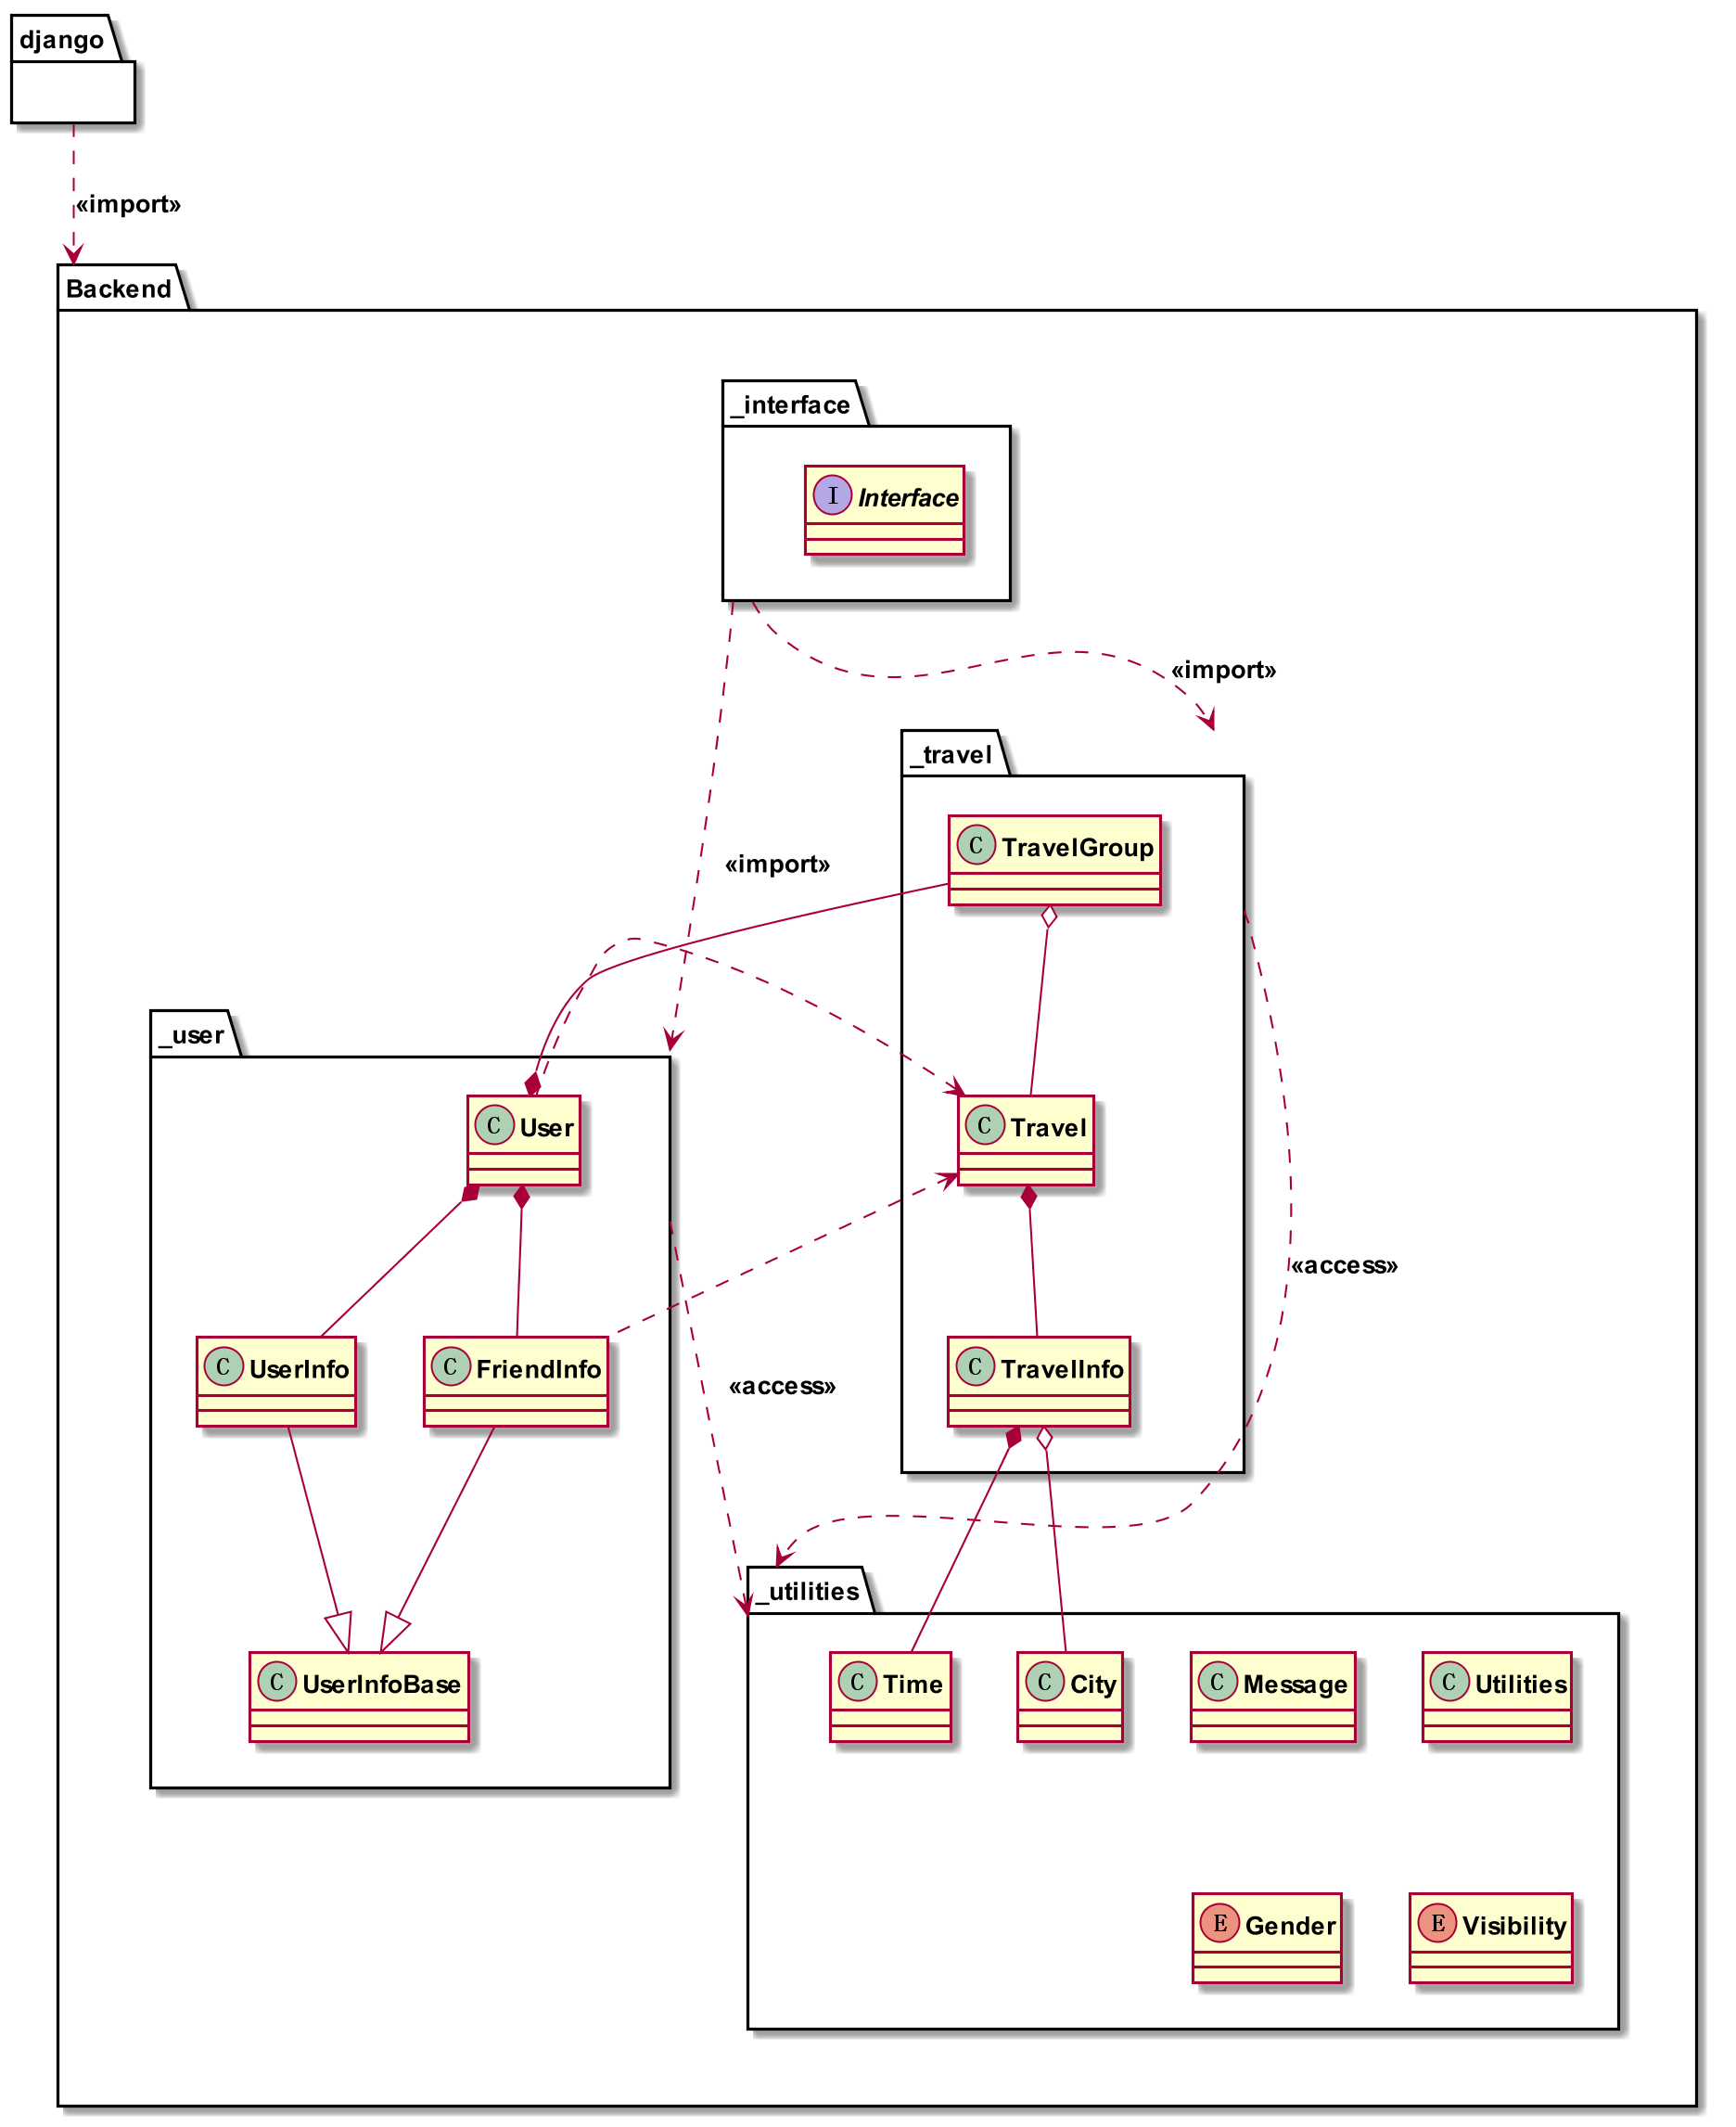 django
«import»
Backend
_interface
I Interface
«import»
_travel
C TravelGroup
«import»
_user
C User
C Travel
«access»
C UserInfo
C FriendInfo
C TravelInfo
«access»
_utilities
C UserInfoBase
C Time
C City
C Message
C Utilities
E Gender
E Visibility